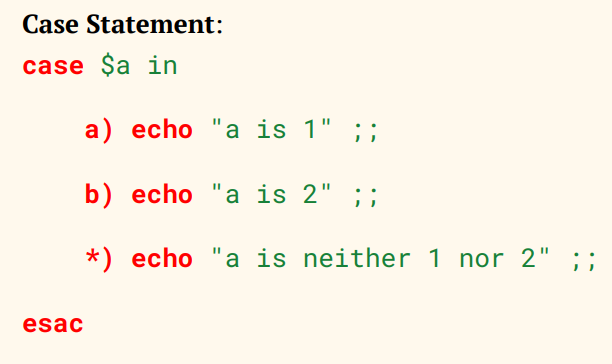 Case Statement:
case $a in
a) echo "a is 1" ;;
b) echo "a is 2" ;;
*) echo "a is neither 1 nor 2" ;;
esac